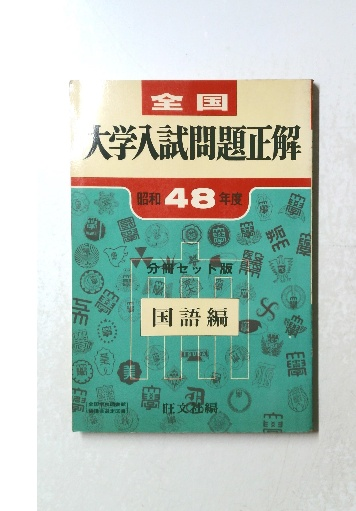 全国
大学入試問題正解
昭和48年度
分冊セット版
国語編
旺文社編